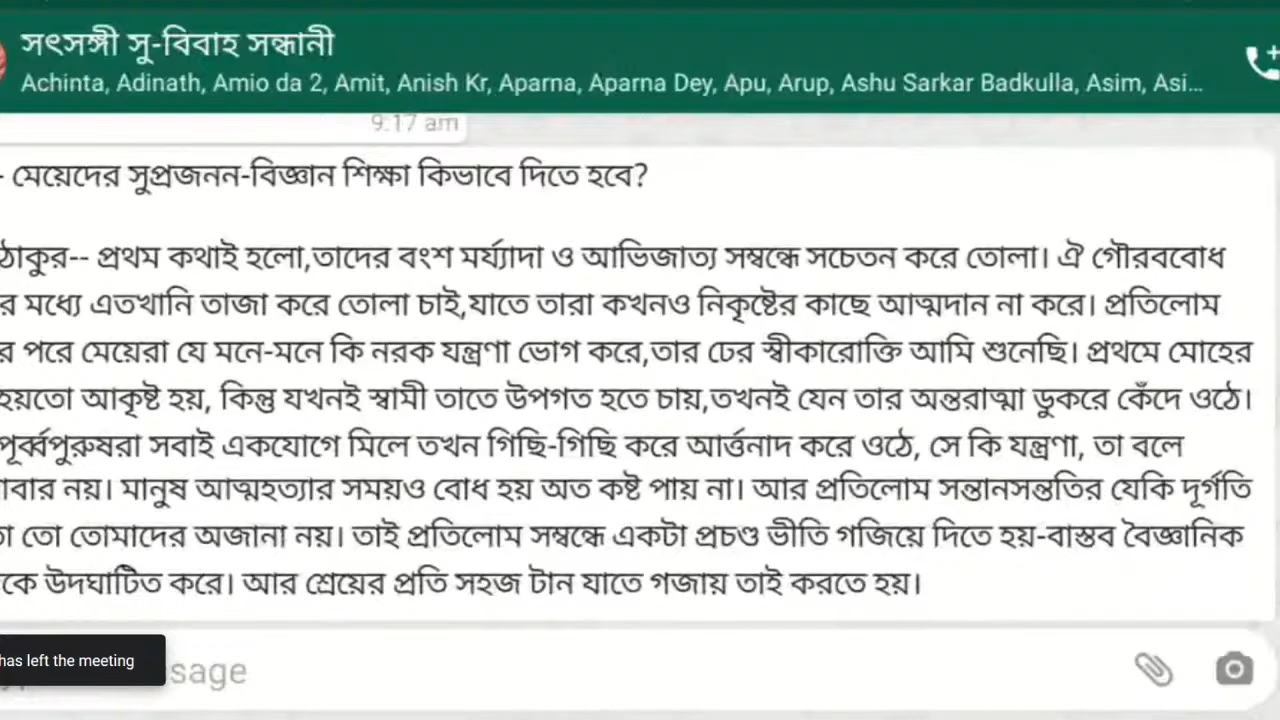 সৎসঙ্গী সু-বিবাহ সন্ধানী
Achinta, Adinath, Amio da 2, Amit, Anish Kr, Aparna, Aparna Dey, Apu, Arup, Ashu Sarkar Badkulla, Asim, Asi...
9:17 am
- মেয়েদের সুপ্রজনন-বিজ্ঞান শিক্ষা কিভাবে দিতে হবে?
ঠাকুর-- প্রথম কথাই হলো,তাদের বংশ মর্য্যাদা ও আভিজাত্য সম্বন্ধে সচেতন করে তোলা। ঐ গৌরববোধ
র মধ্যে এতখানি তাজা করে তোলা চাই,যাতে তারা কখনও নিকৃষ্টের কাছে আত্মদান না করে। প্রতিলোম
র পরে মেয়েরা যে মনে-মনে কি নরক যন্ত্রণা ভোগ করে,তার ঢের স্বীকারোক্তি আমি শুনেছি। প্রথমে মোহের
হয়তো আকৃষ্ট হয়, কিন্তু যখনই স্বামী তাতে উপগত হতে চায়,তখনই যেন তার অন্তরাত্মা ডুকরে কেঁদে ওঠে।
পূর্ব্বপুরুষরা সবাই একযোগে মিলে তখন গিছি-গিছি করে আর্ত্তনাদ করে ওঠে, সে কি যন্ত্রণা, তা বলে
াবার নয়। মানুষ আত্মহত্যার সময়ও বোধ হয় অত কষ্ট পায় না। আর প্রতিলোম সন্তানসন্ততির যেকি দূর্গতি
তা তো তোমাদের অজানা নয়। তাই প্রতিলোম সম্বন্ধে একটা প্রচণ্ড ভীতি গজিয়ে দিতে হয়-বাস্তব বৈজ্ঞানিক
কে উদঘাটিত করে। আর শ্রেয়ের প্রতি সহজ টান যাতে গজায় তাই করতে হয়।
has left the meeting
sage